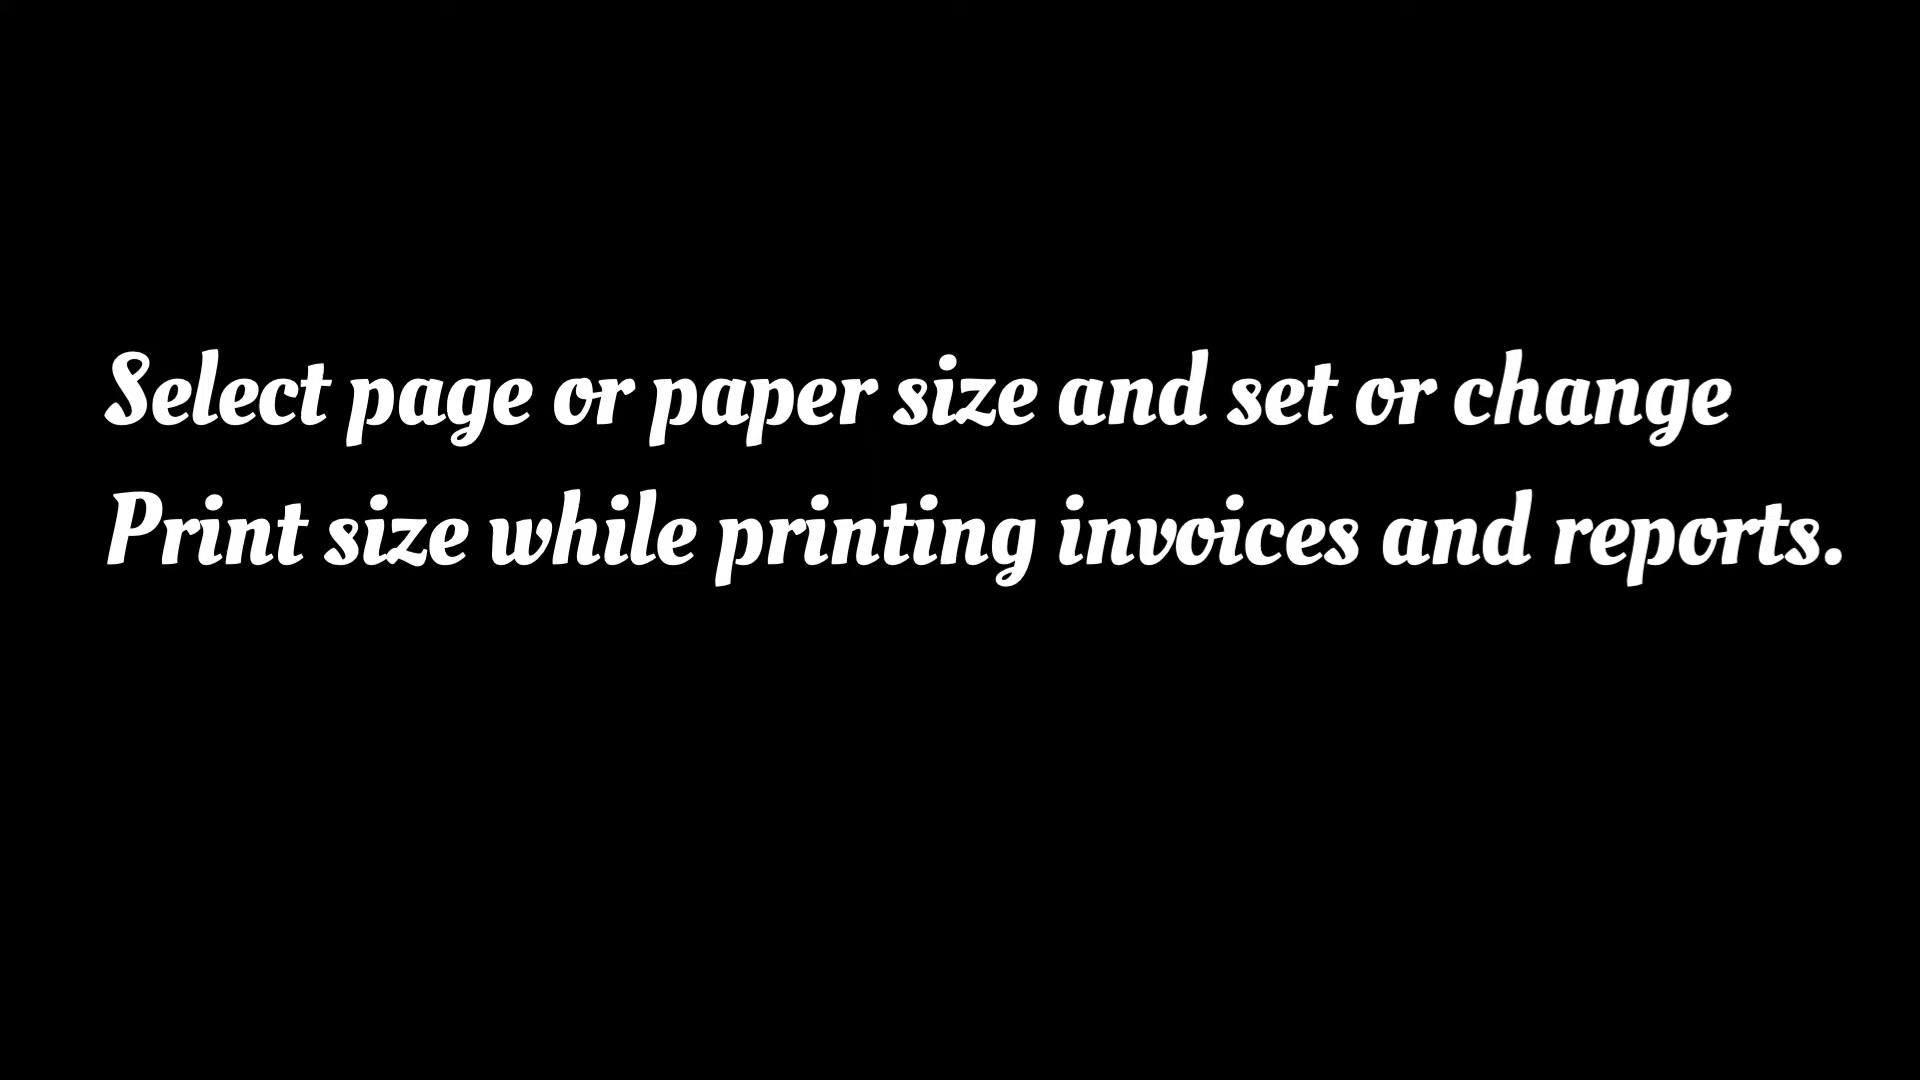 Select page or paper size and set or change
Print size while printing invoices and reports.